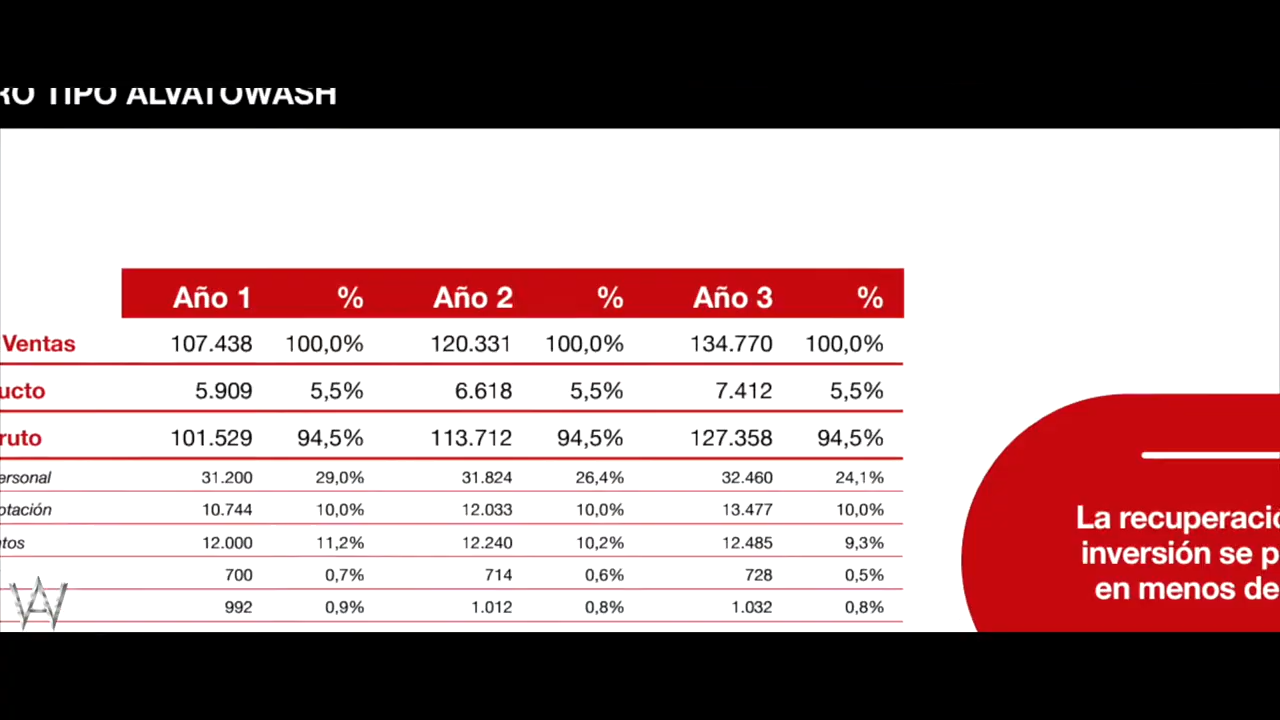 RO TIPO ALVATOWASH
Año 1 % Año 2 % Año 3 %
Ventas 107.438 100,0% 120.331 100,0% 134.770 100,0%
ucto 5.909 5,5% 6.618 5,5% 7.412 5,5%
ruto 101.529 94,5% 113.712 94,5% 127.358 94,5%
ersonal 31.200 29,0% 31.824 26,4% 32.460 24,1%
otación 10.744 10,0% 12.033 10,0% 13.477 10,0%
ntos 12.000 11,2% 12.240 10,2% 12.485 9,3%
700 0,7% 714 0,6% 728 0,5%
992 0,9% 1.012 0,8% 1.032 0,8%
La recuperació
inversión se p
en menos de
AW